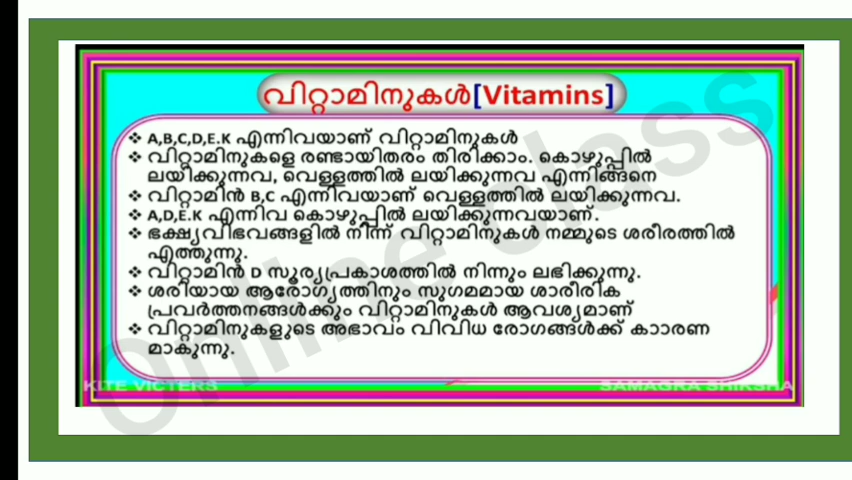 വിറ്റാമിനുകൾ[Vitamins]
❖ A,B,C,D,E.K എന്നിവയാണ് വിറ്റാമിനുകൾ
❖ വിറ്റാമിനുകളെ രണ്ടായിതരം തിരിക്കാം. കൊഴുപ്പിൽ
ലയിക്കുന്നവ, വെള്ളത്തിൽ ലയിക്കുന്നവ എന്നിങ്ങനെ
❖ വിറ്റാമിൻ B,C എന്നിവയാണ് വെള്ളത്തിൽ ലയിക്കുന്നവ.
❖ A,D,E.K എന്നിവ കൊഴുപ്പിൽ ലയിക്കുന്നവയാണ്.
❖ ഭക്ഷ്യവിഭവങ്ങളിൽ നിന്ന് വിറ്റാമിനുകൾ നമ്മുടെ ശരീരത്തിൽ
എത്തുന്നു.
❖ വിറ്റാമിൻ D സൂര്യപ്രകാശത്തിൽ നിന്നും ലഭിക്കുന്നു.
❖ ശരിയായ ആരോഗ്യത്തിനും സുഗമമായ ശാരീരിക
പ്രവർത്തനങ്ങൾക്കും വിറ്റാമിനുകൾ ആവശ്യമാണ്
❖ വിറ്റാമിനുകളുടെ അഭാവം വിവിധ രോഗങ്ങൾക്ക് കാാരണ
മാകുന്നു.
KITE VICTERS
SAMAGRA SHIKSHA
Online class